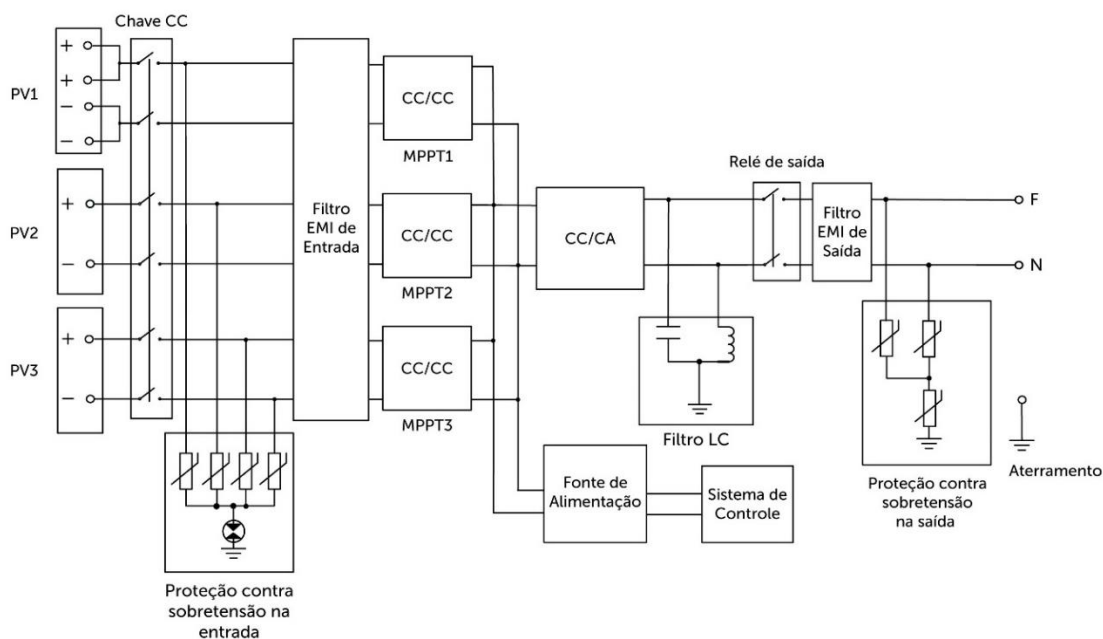 Chave CC
PV1
+
+
−
−
PV2
+
−
PV3
+
−
Filtro
EMI de
Entrada
CC/CC
MPPT1
CC/CC
MPPT2
CC/CC
MPPT3
CC/CA
Relé de saída
Filtro
EMI de
Saída
F
N
Filtro LC
Fonte de
Alimentação
Sistema de
Controle
Proteção contra
sobretensão na
entrada
Proteção contra
sobretensão
na saída
Aterramento